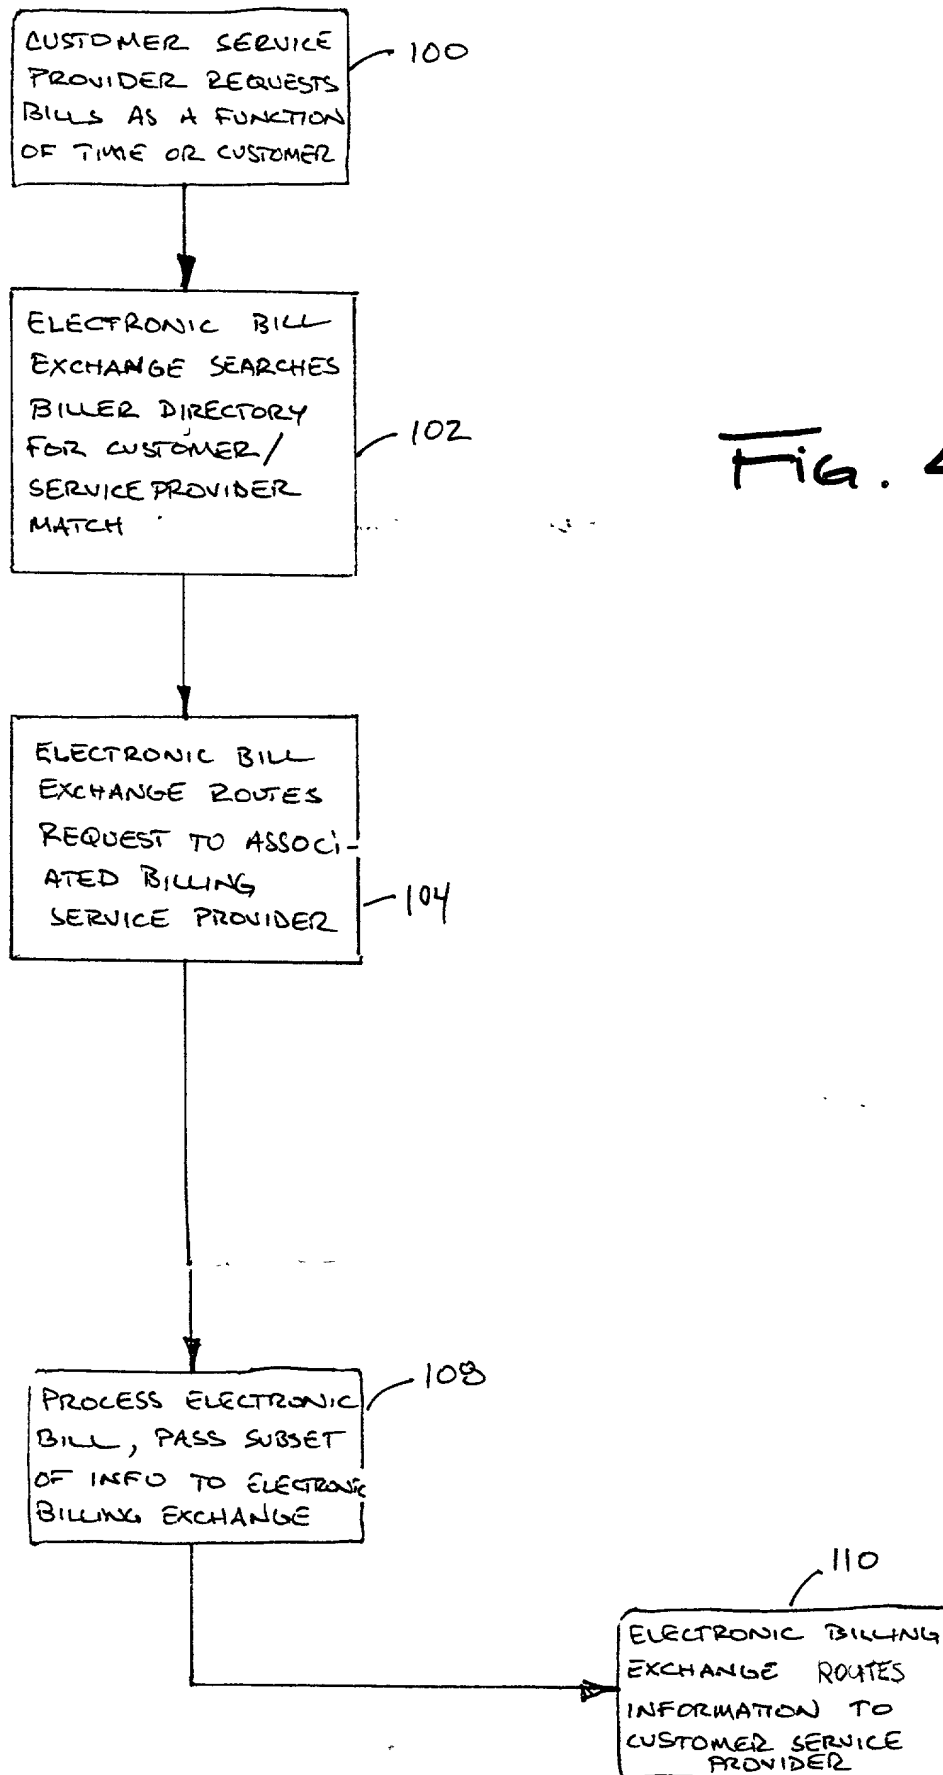 CUSTOMER SERVICE
PROVIDER REQUESTS
BILLS AS A FUNCTION
OF TIME OR CUSTOMER
100
ELECTRONIC BILL
EXCHANGE SEARCHES
BILLER DIRECTORY
FOR CUSTOMER/
SERVICE PROVIDER
MATCH
102
FIG. 4
ELECTRONIC BILL
EXCHANGE ROUTES
REQUEST TO ASSOCI-
ATED BILLING
SERVICE PROVIDER
104
PROCESS ELECTRONIC
BILL, PASS SUBSET
OF INFO TO ELECTRONIC
BILLING EXCHANGE
108
110
ELECTRONIC BILLING
EXCHANGE ROUTES
INFORMATION TO
CUSTOMER SERVICE
PROVIDER